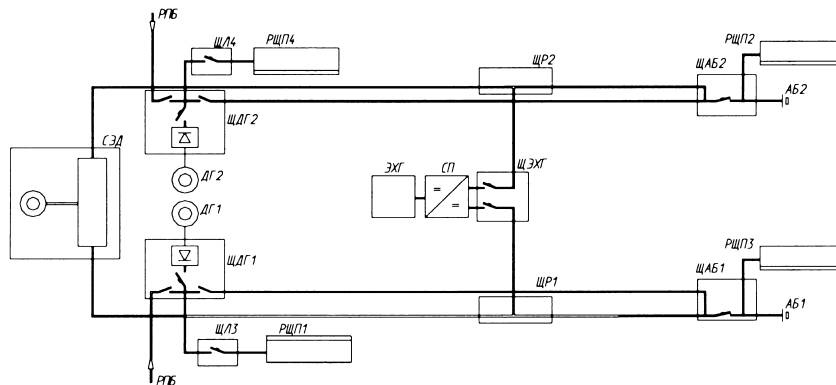 РПБ
ЩЛ4
РЩП4
ЩР2
РЩП2
ЩАБ2
АБ2
ЩДГ2
СЭД
ДГ2
ЭХГ
СП
ЩЭХГ
=
=
ДГ1
ЩДГ1
РЩП3
ЩР1
ЩАБ1
АБ1
ЩЛ3
РЩП1
РПБ